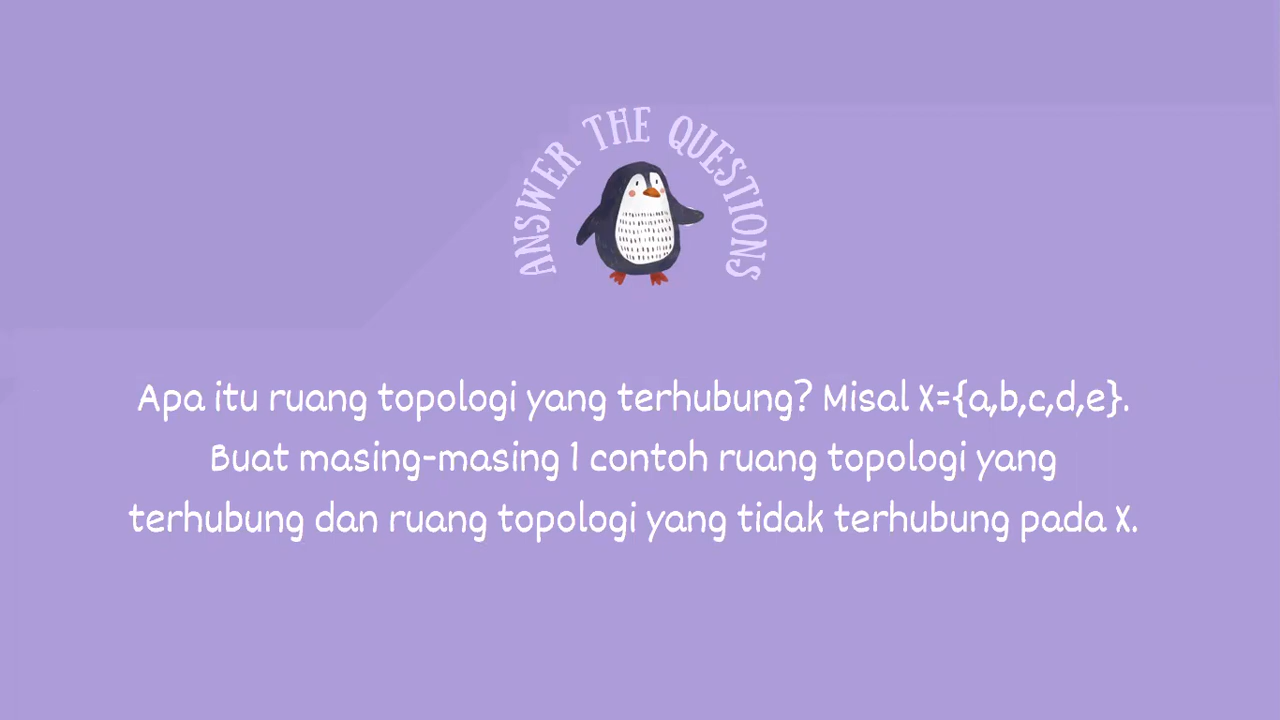 ANSWER THE QUESTIONS
Apa itu ruang topologi yang terhubung? Misal X={a,b,c,d,e}.
Buat masing-masing 1 contoh ruang topologi yang
terhubung dan ruang topologi yang tidak terhubung pada X.